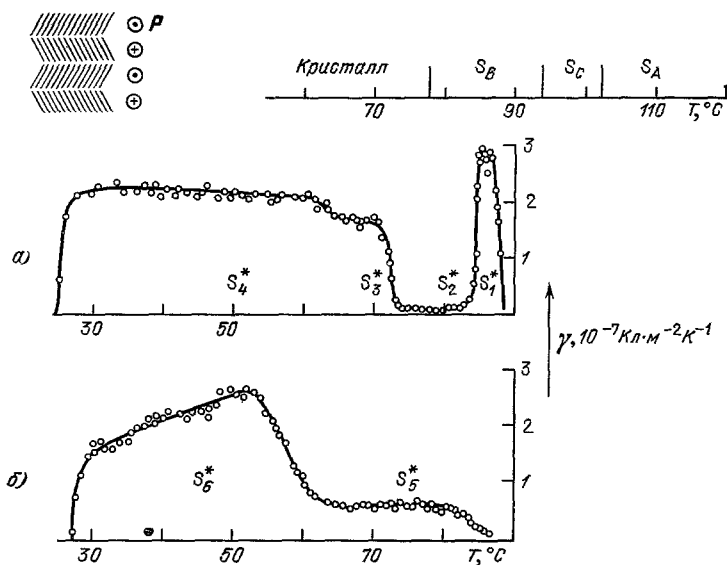 P
Кристалл S_B S_C S_A
70 90 110 T,°C
3
2
1
а) S*_4 S*_3 S*_2 S*_1
30 50
γ, 10⁻⁷ Кл·м⁻² К⁻¹
3
2
1
б) S*_6 S*_5
30 50 70 T,°C